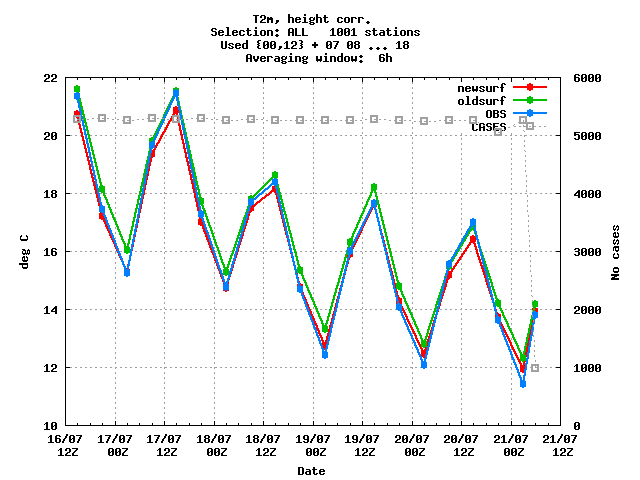 T2m, height corr.
Selection: ALL   1001 stations
Used {00,12} + 07 08 ... 18
Averaging window:  6h
22 6000
newsurf
oldsurf
OBS
CASES
20 5000
18 4000
16 3000
14 2000
12 1000
10 0
deg C
No cases
16/07 17/07 17/07 18/07 18/07 19/07 19/07 20/07 20/07 21/07 21/07
12Z 00Z 12Z 00Z 12Z 00Z 12Z 00Z 12Z 00Z 12Z
Date